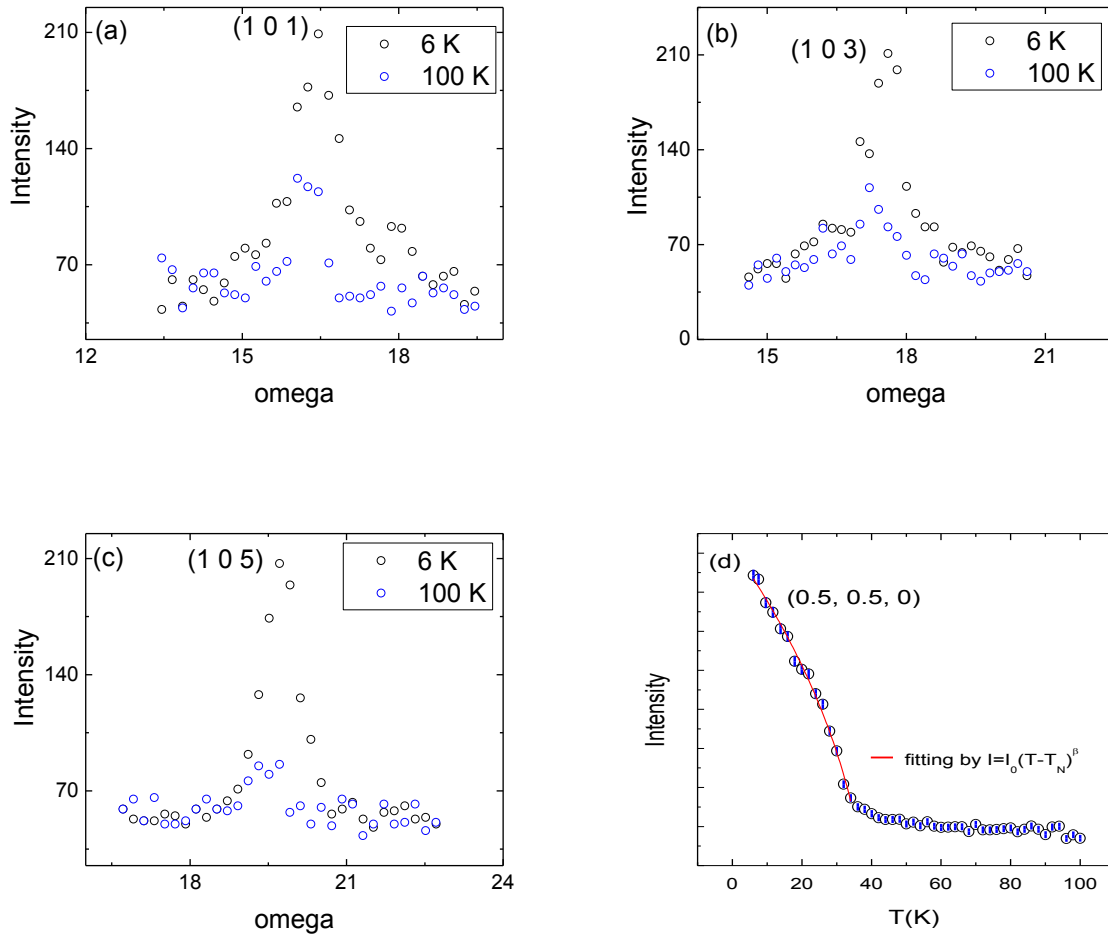 (a)
(1 0 1)
6 K
100 K
210
140
70
Intensity
12
15
18
omega
(b)
(1 0 3)
6 K
100 K
210
140
70
0
Intensity
15
18
21
omega
(c)
(1 0 5)
6 K
100 K
210
140
70
Intensity
18
21
24
omega
(d)
(0.5, 0.5, 0)
Intensity
fitting by I=I₀(T-T_N)^β
0
20
40
60
80
100
T(K)